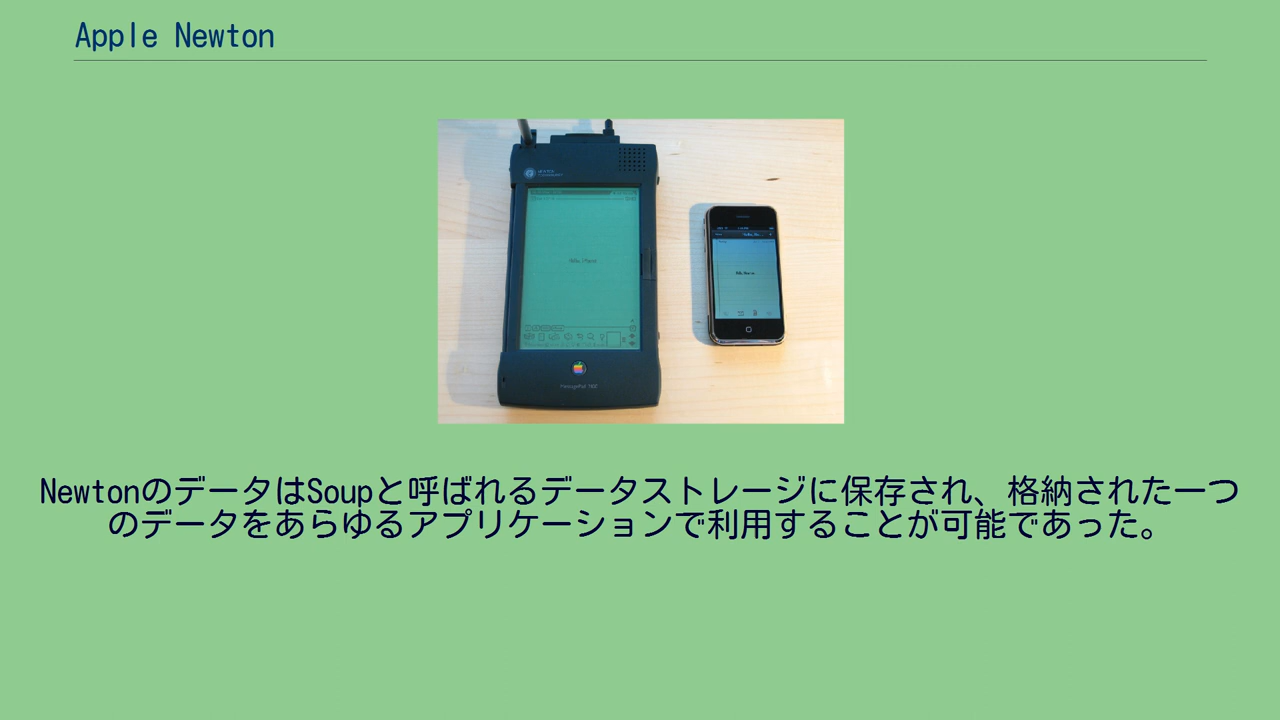 Apple Newton
NewtonのデータはSoupと呼ばれるデータストレージに保存され、格納された一つ
のデータをあらゆるアプリケーションで利用することが可能であった。